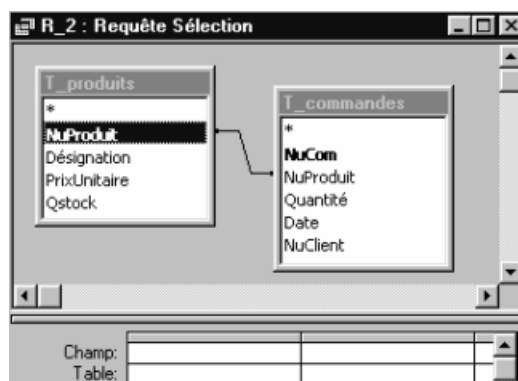 R_2 : Requête Sélection
T_produits
*
NuProduit
Désignation
PrixUnitaire
Qstock
T_commandes
*
NuCom
NuProduit
Quantité
Date
NuClient
Champ:
Table: